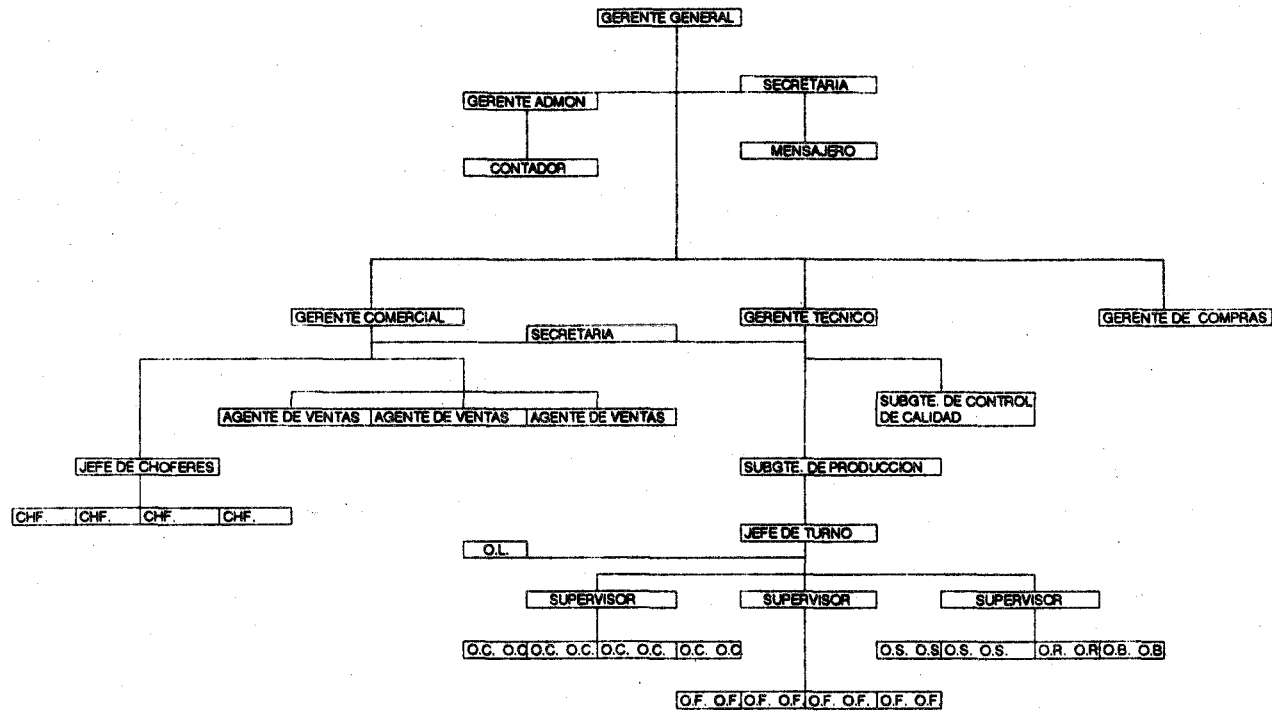 GERENTE GENERAL
SECRETARIA
GERENTE ADMON
MENSAJERO
CONTADOR
GERENTE COMERCIAL
GERENTE TECNICO
GERENTE DE COMPRAS
SECRETARIA
SUBGTE. DE CONTROL
DE CALIDAD
AGENTE DE VENTAS AGENTE DE VENTAS AGENTE DE VENTAS
JEFE DE CHOFERES
SUBGTE. DE PRODUCCION
CHF. CHF. CHF. CHF.
JEFE DE TURNO
O.L.
SUPERVISOR SUPERVISOR SUPERVISOR
O.C. O.C O.C. O.C. O.C. O.C. O.C. O.C
O.S. O.S O.S. O.S. O.R. O.R O.B. O.B
O.F. O.F. O.F. O.F. O.F. O.F. O.F. O.F.